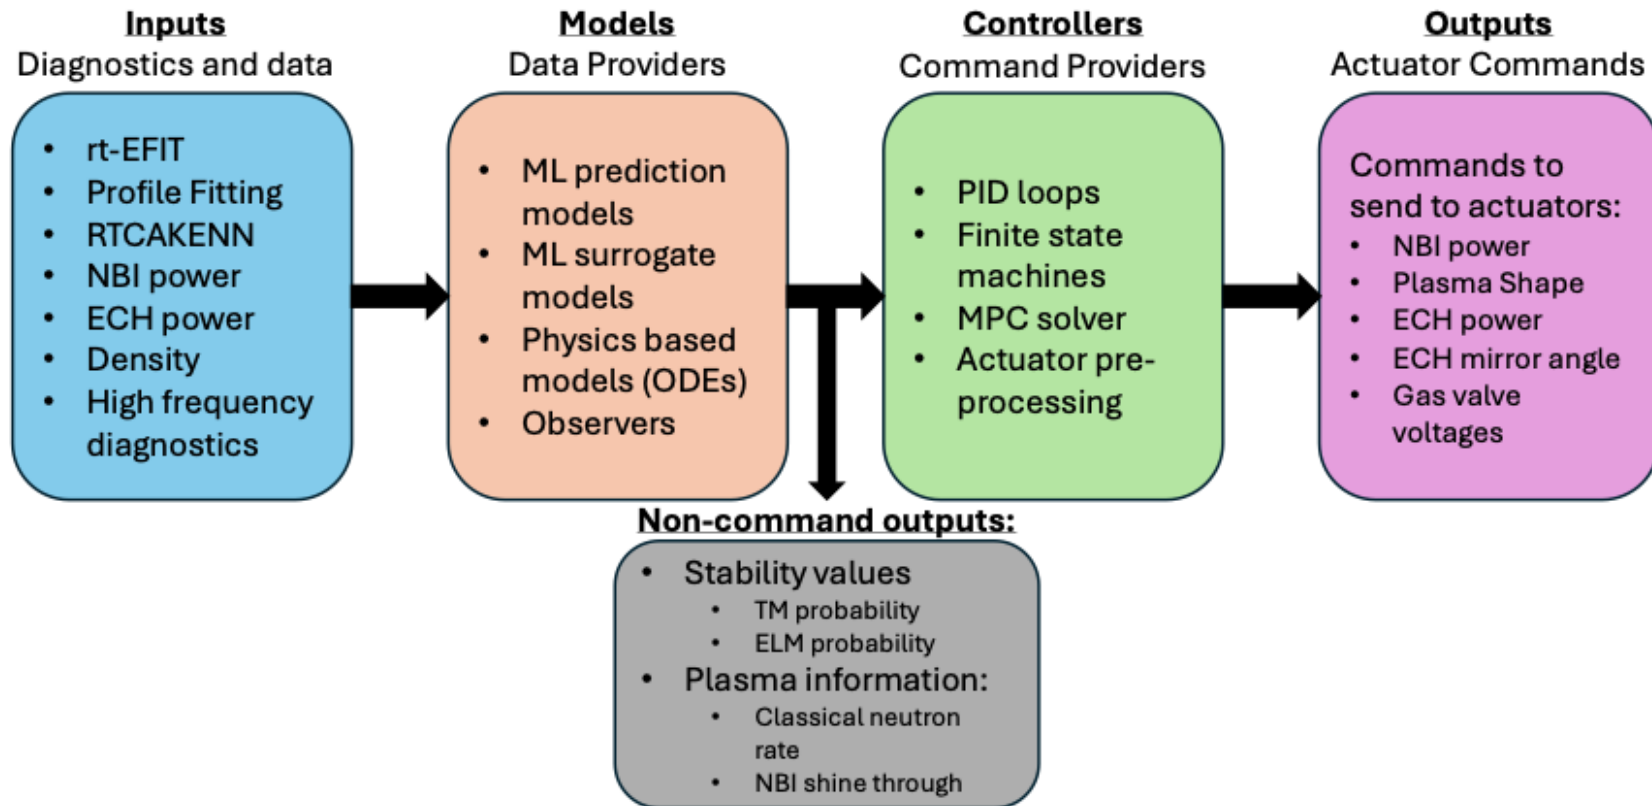 Inputs
Diagnostics and data
• rt-EFIT
• Profile Fitting
• RTCAKENN
• NBI power
• ECH power
• Density
• High frequency
diagnostics
Models
Data Providers
• ML prediction
models
• ML surrogate
models
• Physics based
models (ODEs)
• Observers
Controllers
Command Providers
• PID loops
• Finite state
machines
• MPC solver
• Actuator pre-
processing
Outputs
Actuator Commands
Commands to
send to actuators:
• NBI power
• Plasma Shape
• ECH power
• ECH mirror angle
• Gas valve
voltages
Non-command outputs:
• Stability values
• TM probability
• ELM probability
• Plasma information:
• Classical neutron
rate
• NBI shine through